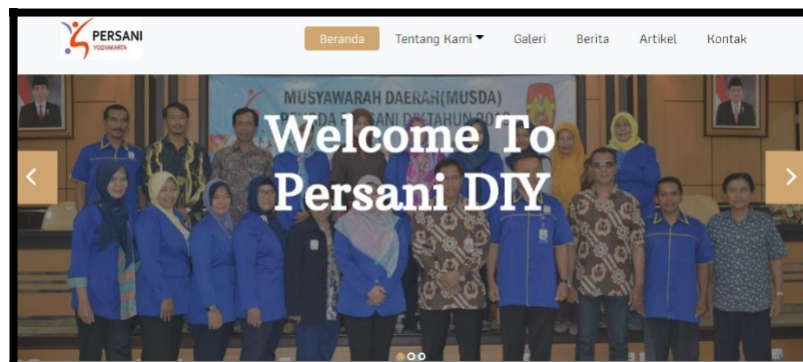 PERSANI
YOGYAKARTA
Beranda
Tentang Kami
Galeri
Berita
Artikel
Kontak
MUSYAWARAH DAERAH(MUSDA)
Welcome To
Persani DIY